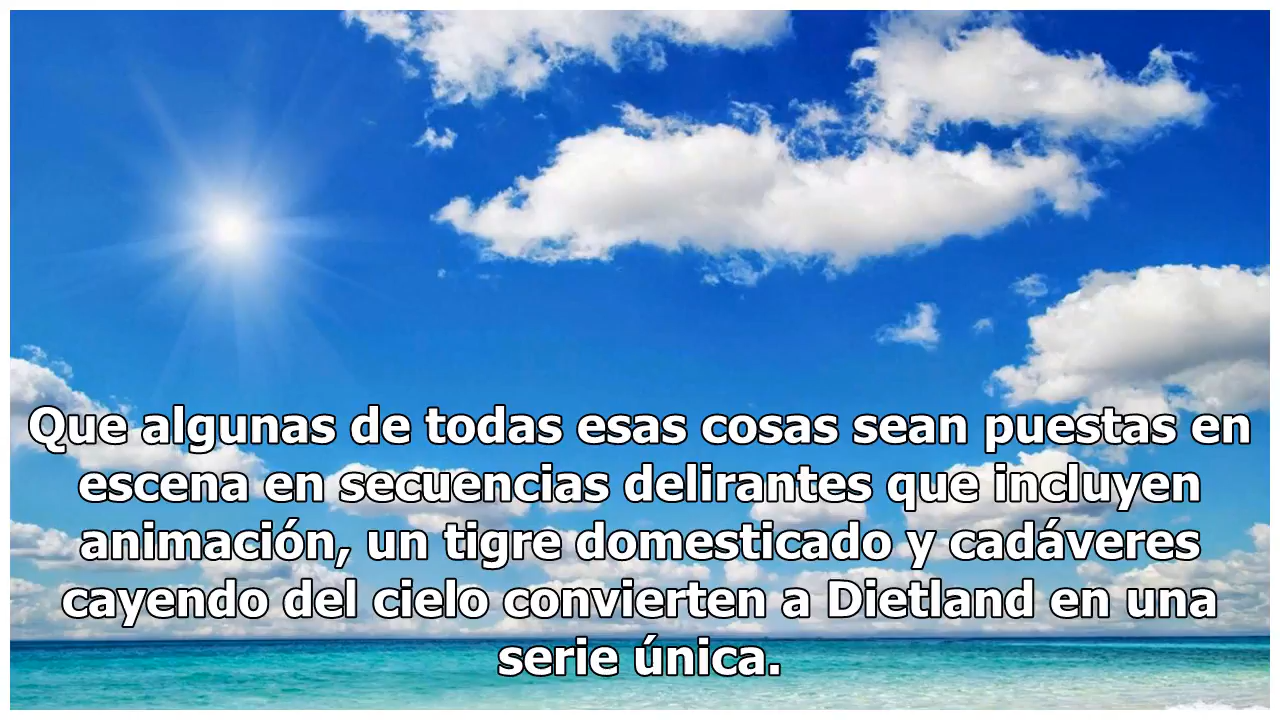 Que algunas de todas esas cosas sean puestas en
escena en secuencias delirantes que incluyen
animación, un tigre domesticado y cadáveres
cayendo del cielo convierten a Dietland en una
serie única.